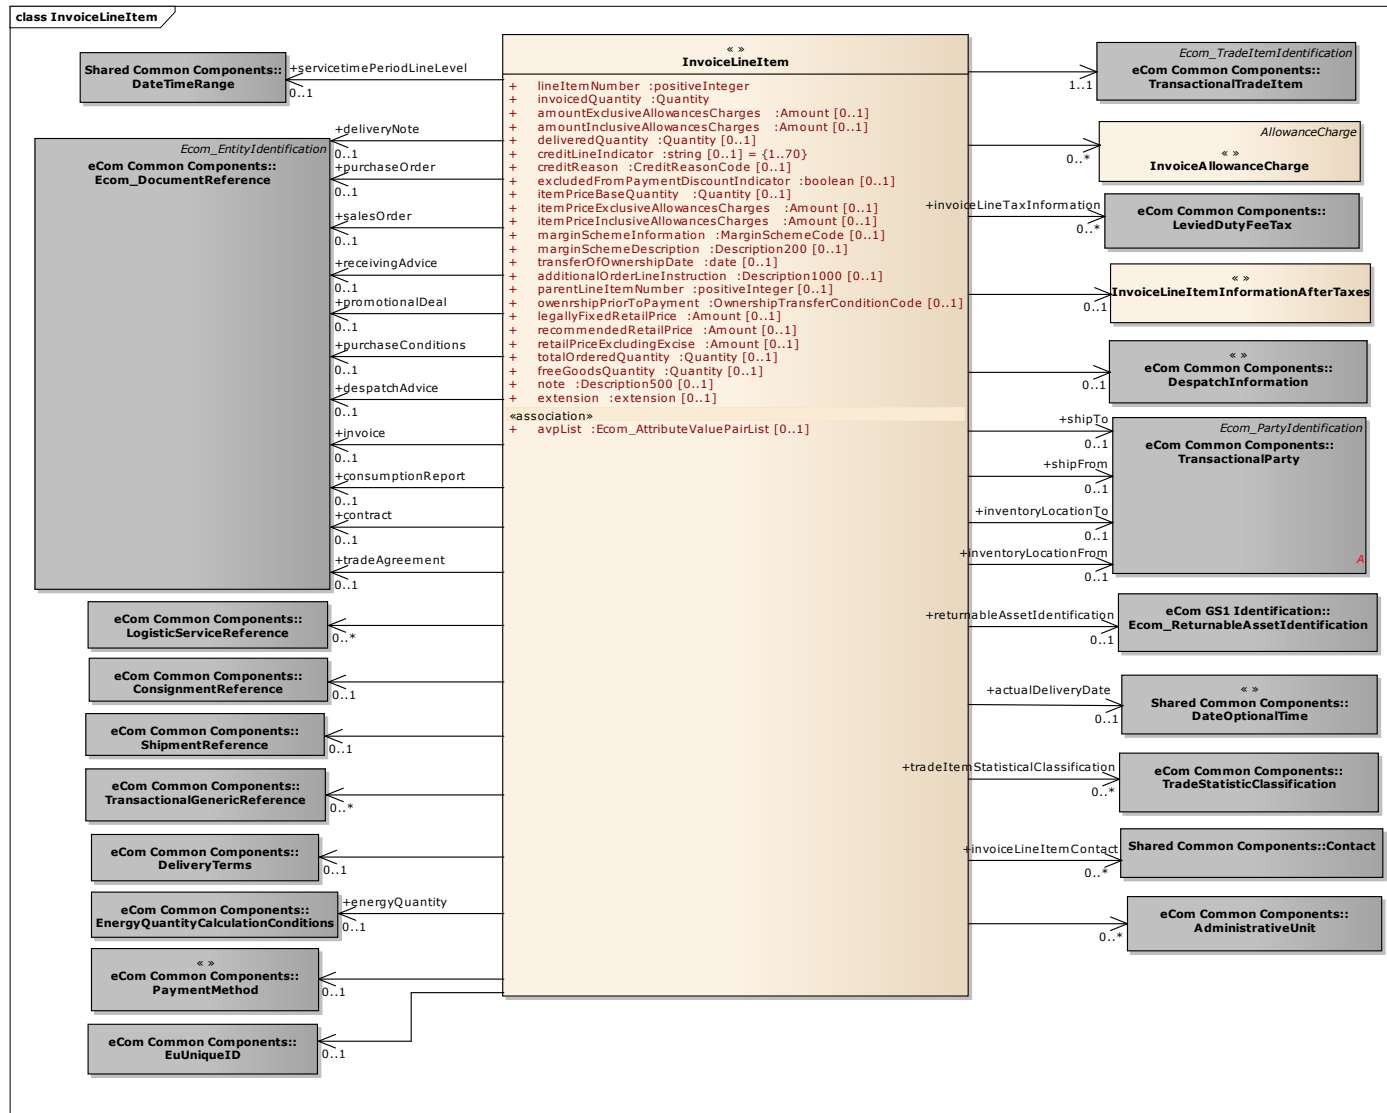 class InvoiceLineItem
Shared Common Components::
DateTimeRange
+servicetimePeriodLineLevel
0..1
Ecom_EntityIdentification
eCom Common Components::
Ecom_DocumentReference
+deliveryNote
0..1
+purchaseOrder
0..1
+salesOrder
0..1
+receivingAdvice
0..1
+promotionalDeal
0..1
+purchaseConditions
0..1
+despatchAdvice
0..1
+invoice
0..1
+consumptionReport
0..1
+contract
0..1
+tradeAgreement
0..1
eCom Common Components::
LogisticServiceReference
0..*
eCom Common Components::
ConsignmentReference
0..1
eCom Common Components::
ShipmentReference
0..1
eCom Common Components::
TransactionalGenericReference
0..*
eCom Common Components::
DeliveryTerms
0..1
eCom Common Components::
EnergyQuantityCalculationConditions
+energyQuantity
0..1
« »
eCom Common Components::
PaymentMethod
0..1
eCom Common Components::
EuUniqueID
0..1
« »
InvoiceLineItem
+ lineItemNumber :positiveInteger
+ invoicedQuantity :Quantity
+ amountExclusiveAllowancesCharges :Amount [0..1]
+ amountInclusiveAllowancesCharges :Amount [0..1]
+ deliveredQuantity :Quantity [0..1]
+ creditLineIndicator :string [0..1] = {1..70}
+ creditReason :CreditReasonCode [0..1]
+ excludedFromPaymentDiscountIndicator :boolean [0..1]
+ itemPriceBaseQuantity :Quantity [0..1]
+ itemPriceExclusiveAllowancesCharges :Amount [0..1]
+ itemPriceInclusiveAllowancesCharges :Amount [0..1]
+ marginSchemeInformation :MarginSchemeCode [0..1]
+ marginSchemeDescription :Description200 [0..1]
+ transferOfOwnershipDate :date [0..1]
+ additionalOrderLineInstruction :Description1000 [0..1]
+ parentLineItemNumber :positiveInteger [0..1]
+ owenrshipPriorToPayment :OwnershipTransferConditionCode [0..1]
+ legallyFixedRetailPrice :Amount [0..1]
+ recommendedRetailPrice :Amount [0..1]
+ retailPriceExcludingExcise :Amount [0..1]
+ totalOrderedQuantity :Quantity [0..1]
+ freeGoodsQuantity :Quantity [0..1]
+ note :Description500 [0..1]
+ extension :extension [0..1]
«association»
+ avpList :Ecom_AttributeValuePairList [0..1]
Ecom_TradeItemIdentification
eCom Common Components::
TransactionalTradeItem
1..1
AllowanceCharge
« »
InvoiceAllowanceCharge
0..*
+invoiceLineTaxInformation
0..*
eCom Common Components::
LeviedDutyFeeTax
« »
InvoiceLineItemInformationAfterTaxes
0..1
« »
eCom Common Components::
DespatchInformation
0..1
Ecom_PartyIdentification
eCom Common Components::
TransactionalParty
A
+shipTo
0..1
+shipFrom
0..1
+inventoryLocationTo
0..1
+inventoryLocationFrom
0..1
+returnableAssetIdentification
0..1
eCom GS1 Identification::
Ecom_ReturnableAssetIdentification
+actualDeliveryDate
0..1
« »
Shared Common Components::
DateOptionalTime
+tradeItemStatisticalClassification
0..*
eCom Common Components::
TradeStatisticClassification
+invoiceLineItemContact
0..*
Shared Common Components::Contact
eCom Common Components::
AdministrativeUnit
0..*